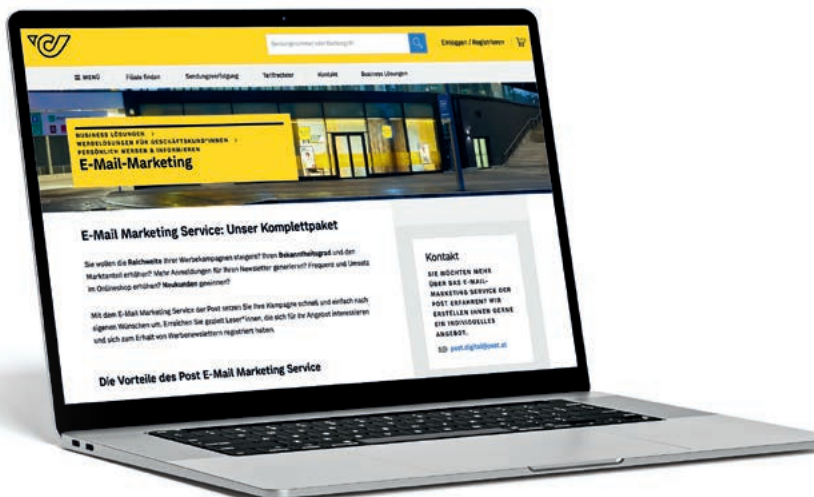 Sendungsnummer oder Suchbegriff
Einloggen / Registrieren
☰ MENÜ Filiale finden Sendungsverfolgung Tarifrechner Kontakt Business Lösungen
BUSINESS LÖSUNGEN >
WERBELÖSUNGEN FÜR GESCHÄFTSKUND*INNEN >
PERSÖNLICH WERBEN & INFORMIEREN
E-Mail-Marketing
E-Mail Marketing Service: Unser Komplettpaket
Sie wollen die Reichweite Ihrer Werbekampagnen steigern? Ihren Bekanntheitsgrad und den
Marktanteil erhöhen? Mehr Anmeldungen für Ihren Newsletter generieren? Frequenz und Umsatz
im Onlineshop erhöhen? Neukunden gewinnen?
Mit dem E-Mail Marketing Service der Post setzen Sie Ihre Kampagne schnell und einfach nach
eigenen Wünschen um. Erreichen Sie gezielt Leser*innen, die sich für Ihr Angebot interessieren
und sich zum Erhalt von Werbenewslettern registriert haben.
Die Vorteile des Post E-Mail Marketing Service
Kontakt
SIE MÖCHTEN MEHR
ÜBER DAS E-MAIL-
MARKETING SERVICE DER
POST ERFAHREN? WIR
ERSTELLEN IHNEN GERNE
EIN INDIVIDUELLES
ANGEBOT.
post.digital@post.at